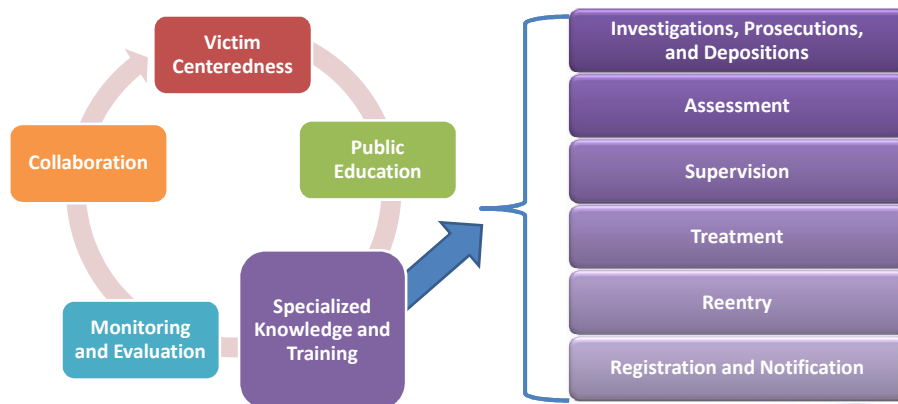 Victim
Centeredness
Public
Education
Specialized
Knowledge and
Training
Monitoring
and Evaluation
Collaboration
Investigations, Prosecutions,
and Depositions
Assessment
Supervision
Treatment
Reentry
Registration and Notification